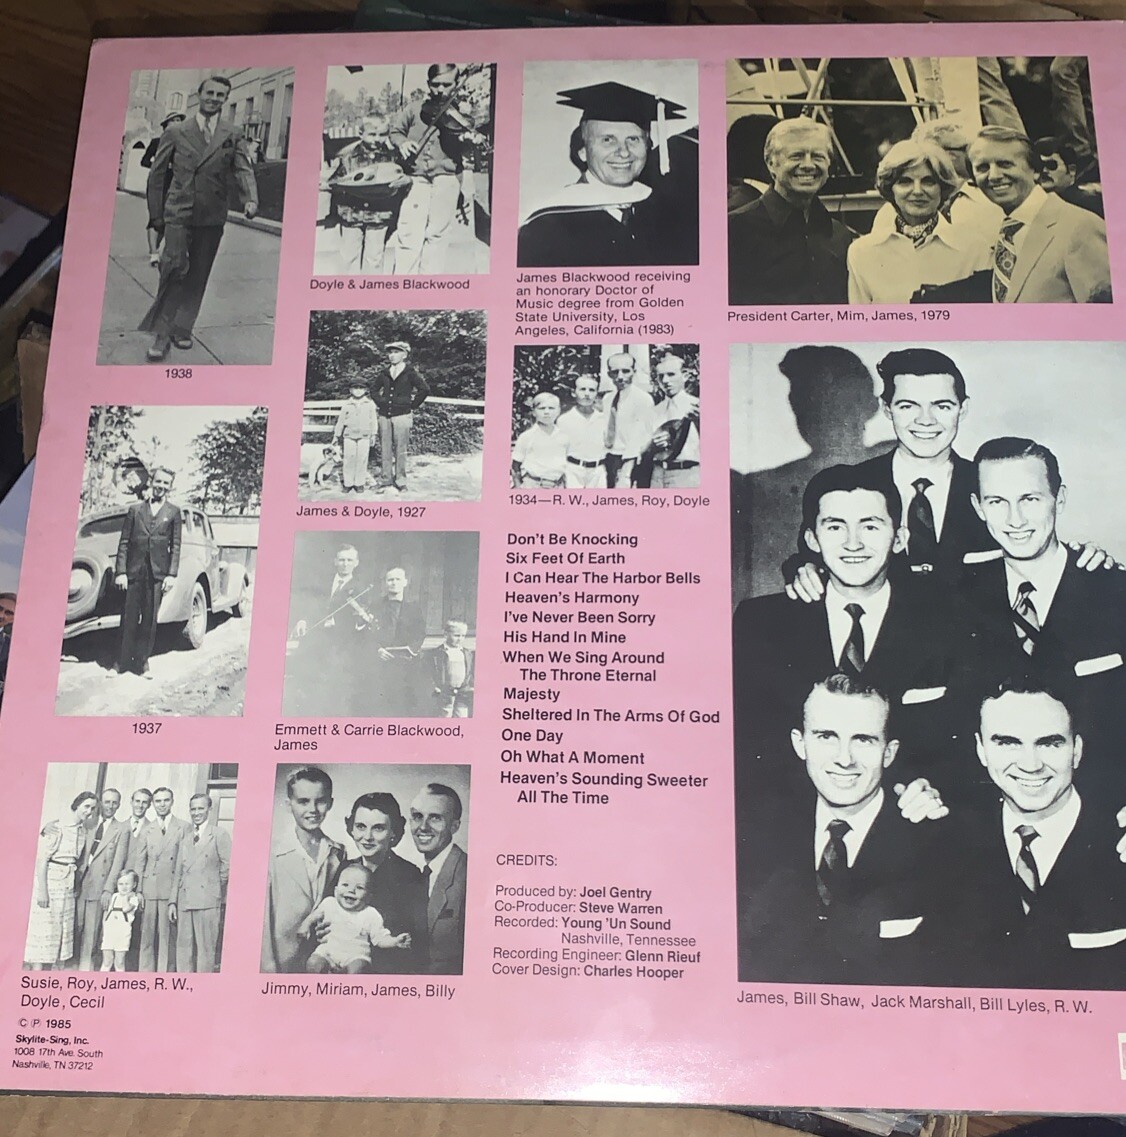 1938
Doyle & James Blackwood
James Blackwood receiving
an honorary Doctor of
Music degree from Golden
State University, Los
Angeles, California (1983)
President Carter, Mim, James, 1979
1937
James & Doyle, 1927
1934—R. W., James, Roy, Doyle
Emmett & Carrie Blackwood,
James
Don't Be Knocking
Six Feet Of Earth
I Can Hear The Harbor Bells
Heaven's Harmony
I've Never Been Sorry
His Hand In Mine
When We Sing Around
The Throne Eternal
Majesty
Sheltered In The Arms Of God
One Day
Oh What A Moment
Heaven's Sounding Sweeter
All The Time
CREDITS:
Produced by: Joel Gentry
Co-Producer: Steve Warren
Recorded: Young 'Un Sound
Nashville, Tennessee
Recording Engineer: Glenn Rieuf
Cover Design: Charles Hooper
Susie, Roy, James, R. W.,
Doyle, Cecil
Jimmy, Miriam, James, Billy
James, Bill Shaw, Jack Marshall, Bill Lyles, R. W.
© Ⓟ 1985
Skylite-Sing, Inc.
1008 17th Ave. South
Nashville, TN 37212